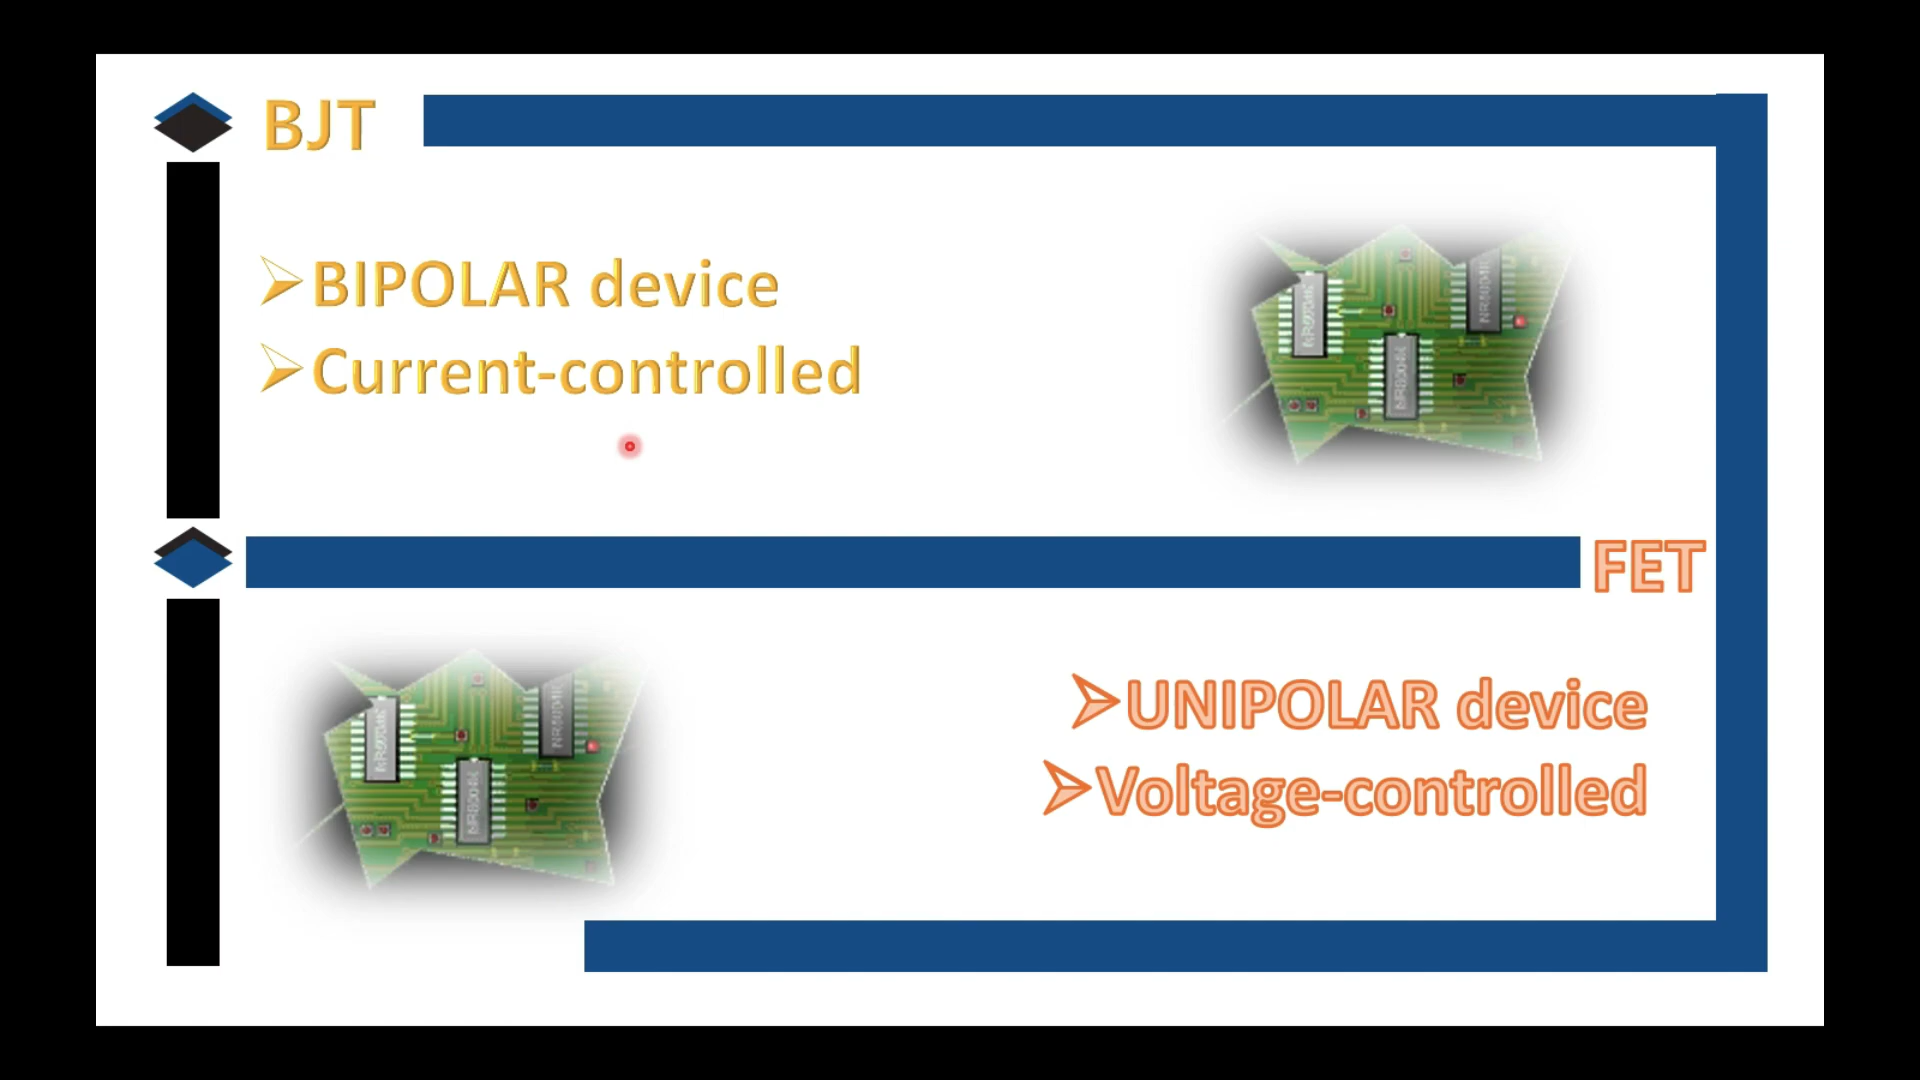 BJT
BIPOLAR device
Current-controlled
FET
UNIPOLAR device
Voltage-controlled